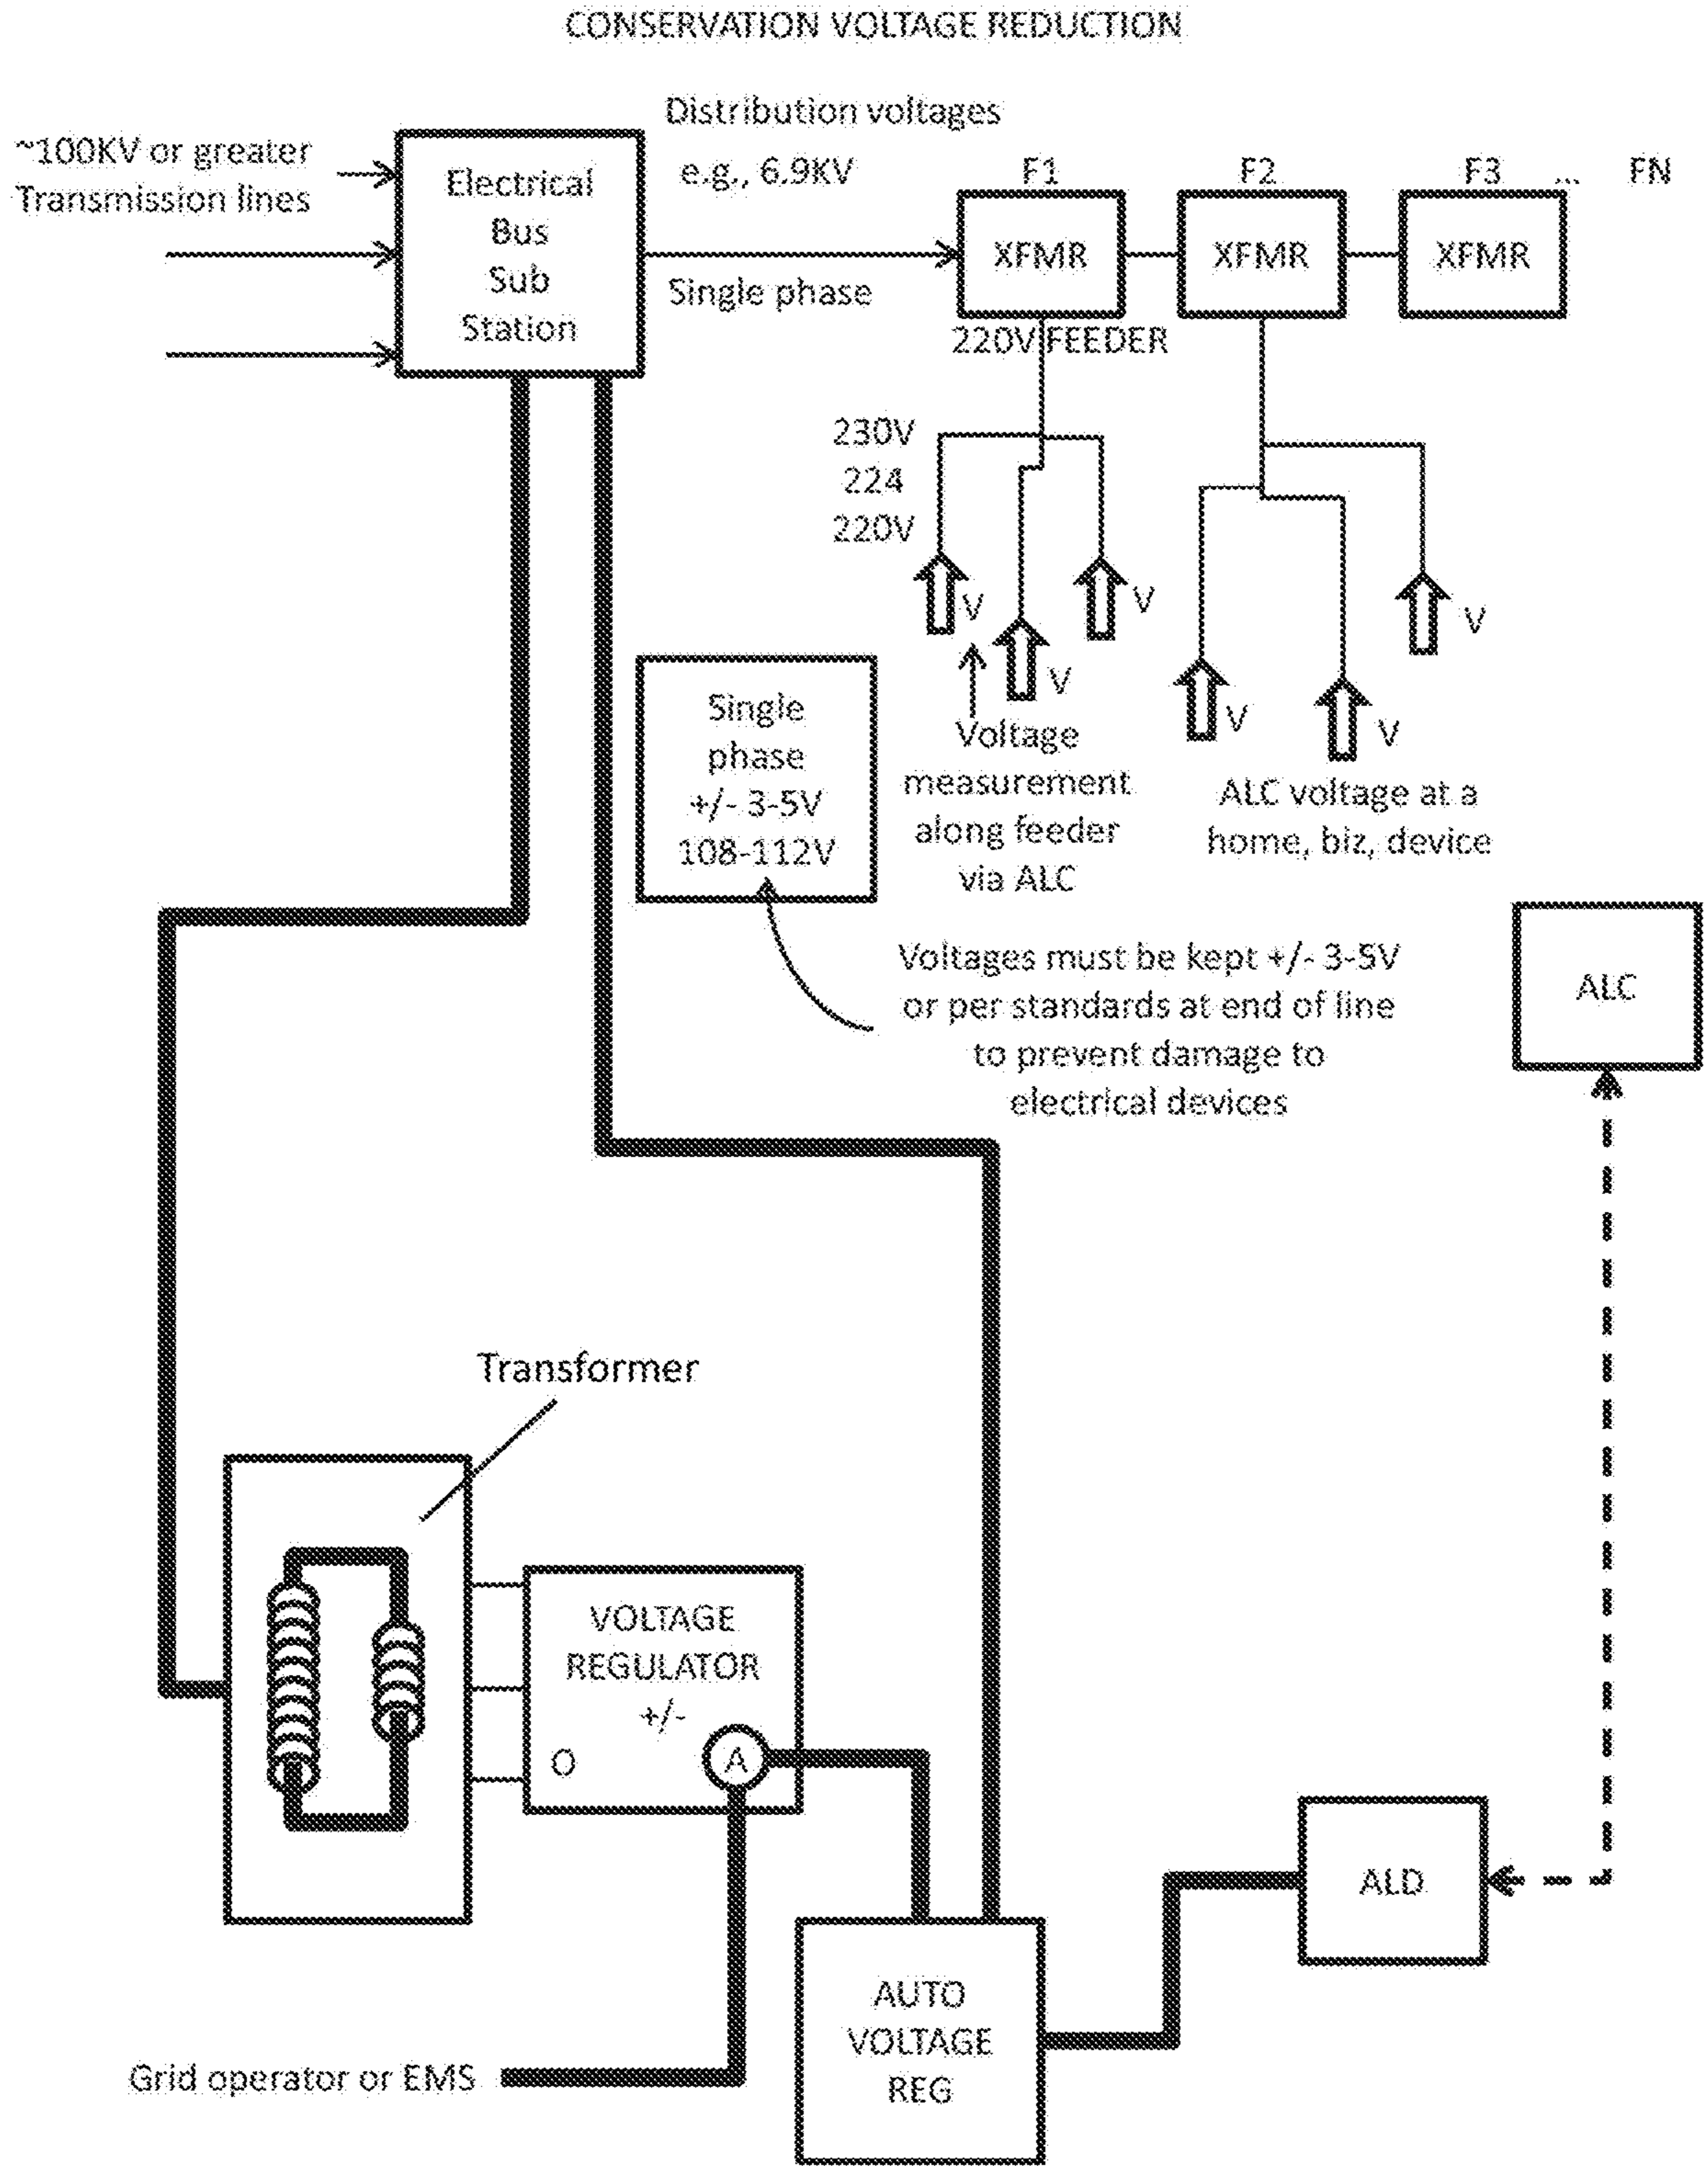 CONSERVATION VOLTAGE REDUCTION
Distribution voltages
e.g., 6.9KV
~100KV or greater
Transmission lines
Electrical
Bus
Sub
Station
Single phase
F1
F2
F3
...
FN
XFMR
XFMR
XFMR
220V FEEDER
230V
224
220V
V
V
V
V
V
V
Single
phase
+/- 3-5V
108-112V
Voltage
measurement
along feeder
via ALC
ALC voltage at a
home, biz, device
Voltages must be kept +/- 3-5V
or per standards at end of line
to prevent damage to
electrical devices
ALC
Transformer
VOLTAGE
REGULATOR
+/-
O
A
ALD
AUTO
VOLTAGE
REG
Grid operator or EMS